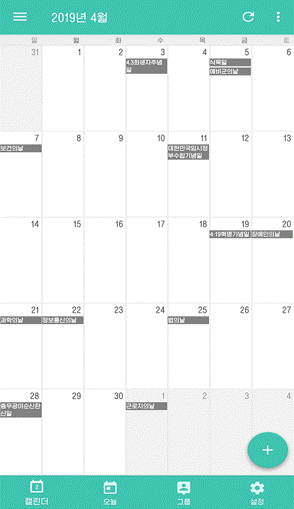 2019년 4월
일 월 화 수 목 금 토
31 1 2 3 4 5 6
4.3희생자추념
일
식목일
예비군의날
7 8 9 10 11 12 13
보건의날
대한민국임시정
부수립기념일
14 15 16 17 18 19 20
4·19혁명기념일 장애인의날
21 22 23 24 25 26 27
과학의날 정보통신의날 법의날
28 29 30 1 2 3 4
충무공이순신탄
신일
근로자의날
+
2
캘린더 오늘 그룹 설정